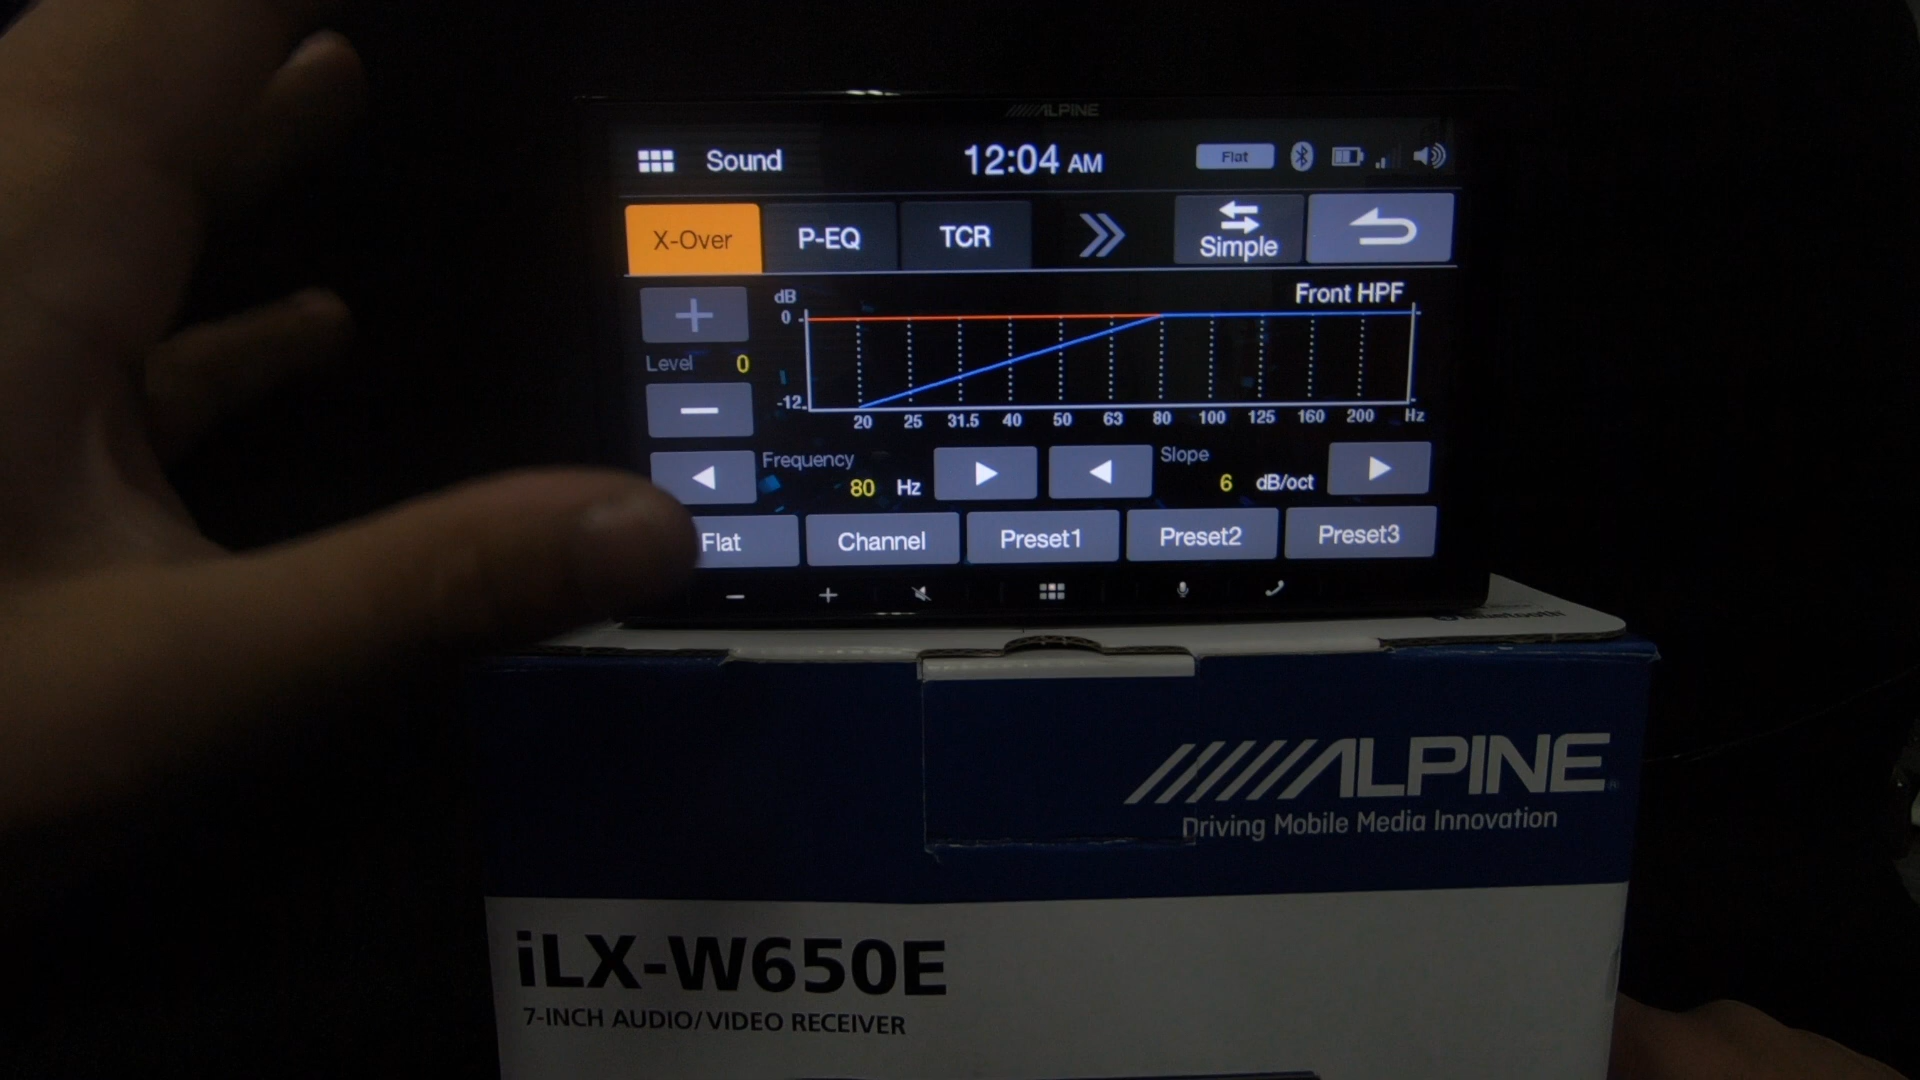 ALPINE
Sound 12:04 AM Flat
X-Over P-EQ TCR Simple
dB Front HPF
0
Level 0
-12
20 25 31.5 40 50 63 80 100 125 160 200 Hz
Frequency Slope
80 Hz 6 dB/oct
Flat Channel Preset1 Preset2 Preset3
Bluetooth
ALPINE
Driving Mobile Media Innovation
iLX-W650E
7-INCH AUDIO/VIDEO RECEIVER